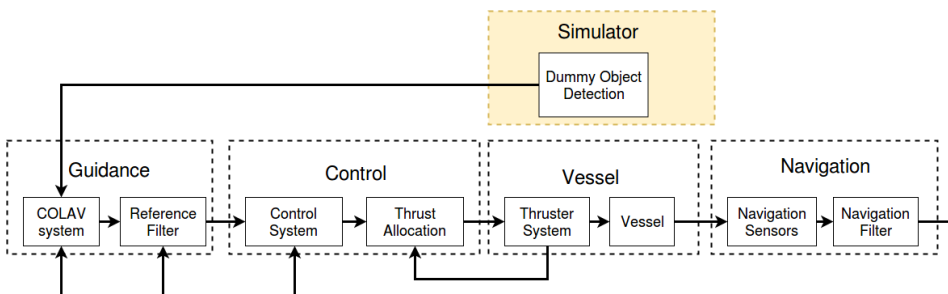 Simulator
Dummy Object
Detection
Guidance
Control
Vessel
Navigation
COLAV
system
Reference
Filter
Control
System
Thrust
Allocation
Thruster
System
Vessel
Navigation
Sensors
Navigation
Filter